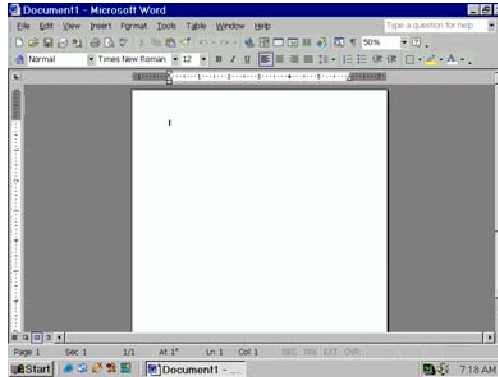 Document1 - Microsoft Word
File Edit View Insert Format Tools Table Window Help Type a question for help
50%
Normal Times New Roman 12 B I U
Page 1 Sec 1 1/1 At 1" Ln 1 Col 1 REC TRK EXT OVR
Start Document1 - ... 7:18 AM